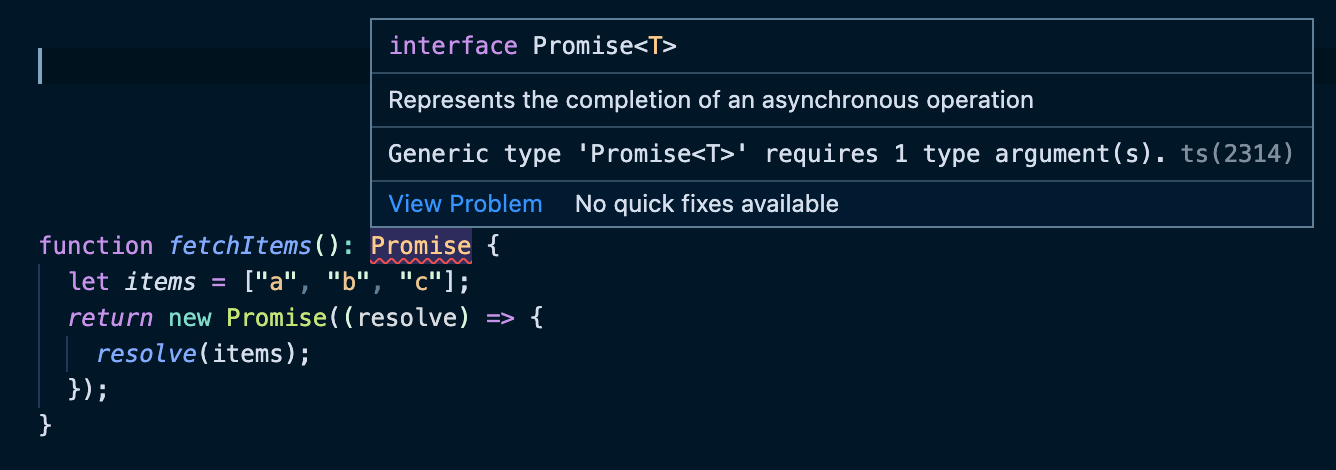 interface Promise<T>
Represents the completion of an asynchronous operation
Generic type 'Promise<T>' requires 1 type argument(s). ts(2314)
View Problem No quick fixes available
function fetchItems(): Promise {
let items = ["a", "b", "c"];
return new Promise((resolve) => {
resolve(items);
});
}